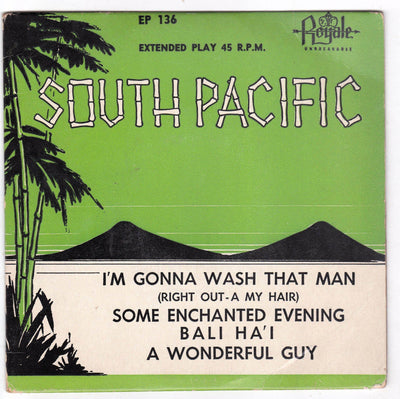 EP 136
EXTENDED PLAY 45 R.P.M.
Royale
UNBREAKABLE
SOUTH PACIFIC
I'M GONNA WASH THAT MAN
(RIGHT OUT-A MY HAIR)
SOME ENCHANTED EVENING
BALI HA'I
A WONDERFUL GUY